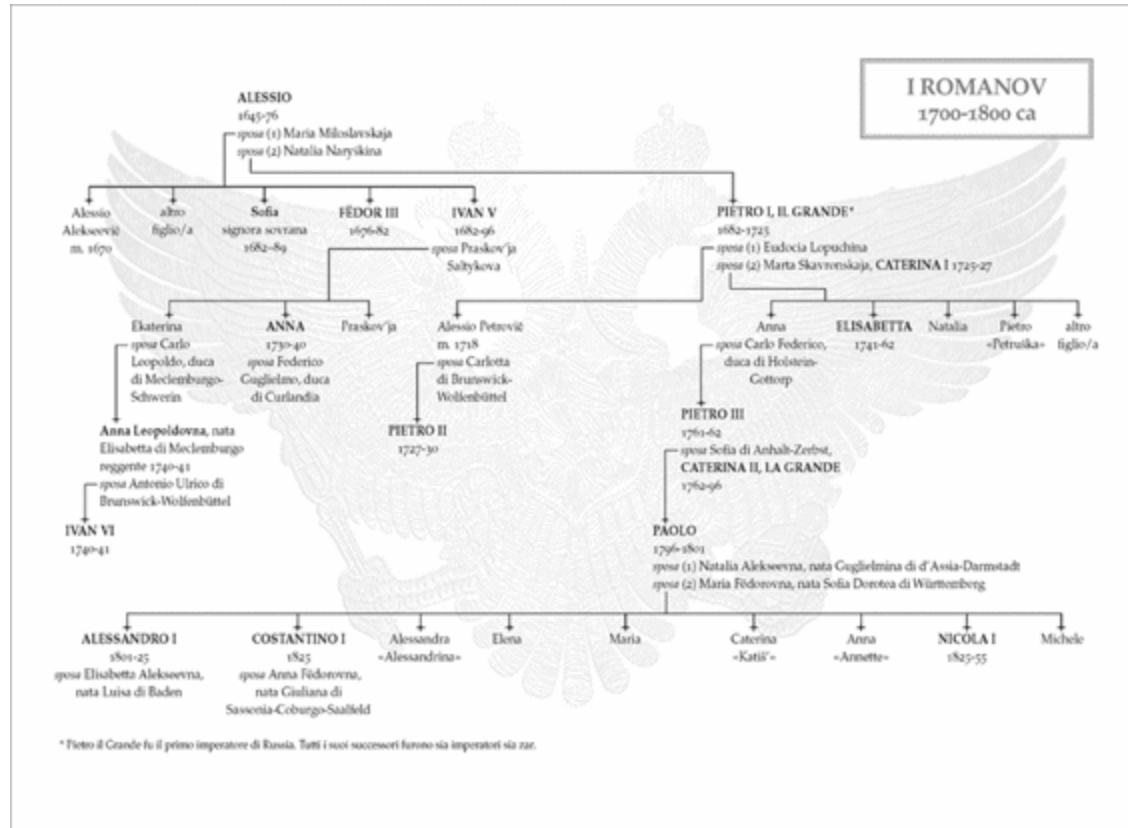 I ROMANOV
1700-1800 ca
ALESSIO
1645-76
sposa (1) Maria Miloslavskaja
sposa (2) Natalia Naryškina
Alessio
Alekseevič
m. 1670
altro
figlio/a
Sofia
signora sovrana
1682-89
FËDOR III
1676-82
IVAN V
1682-96
sposa Praskov'ja
Saltykova
PIETRO I, IL GRANDE*
1682-1725
sposa (1) Eudocia Lopuchina
sposa (2) Marta Skavronskaja, CATERINA I 1725-27
Ekaterina
sposa Carlo
Leopoldo, duca
di Meclemburgo-
Schwerin
ANNA
1730-40
sposa Federico
Guglielmo, duca
di Curlandia
Praskov'ja
Alessio Petrovič
m. 1718
sposa Carlotta
di Brunswick-
Wolfenbüttel
Anna
sposa Carlo Federico,
duca di Holstein-
Gottorp
ELISABETTA
1741-62
Natalia
Pietro
«Petruška»
altro
figlio/a
Anna Leopoldovna, nata
Elisabetta di Meclemburgo
reggente 1740-41
sposa Antonio Ulrico di
Brunswick-Wolfenbüttel
PIETRO II
1727-30
PIETRO III
1761-62
sposa Sofia di Anhalt-Zerbst,
CATERINA II, LA GRANDE
1762-96
IVAN VI
1740-41
PAOLO
1796-1801
sposa (1) Natalia Alekseevna, nata Guglielmina di d'Assia-Darmstadt
sposa (2) Maria Fëdorovna, nata Sofia Dorotea di Württemberg
ALESSANDRO I
1801-25
sposa Elisabetta Alekseevna,
nata Luisa di Baden
COSTANTINO I
1825
sposa Anna Fëdorovna,
nata Giuliana di
Sassonia-Coburgo-Saalfeld
Alessandra
«Alessandrina»
Elena
Maria
Caterina
«Katiš'»
Anna
«Annette»
NICOLA I
1825-55
Michele
* Pietro il Grande fu il primo imperatore di Russia. Tutti i suoi successori furono sia imperatori sia zar.